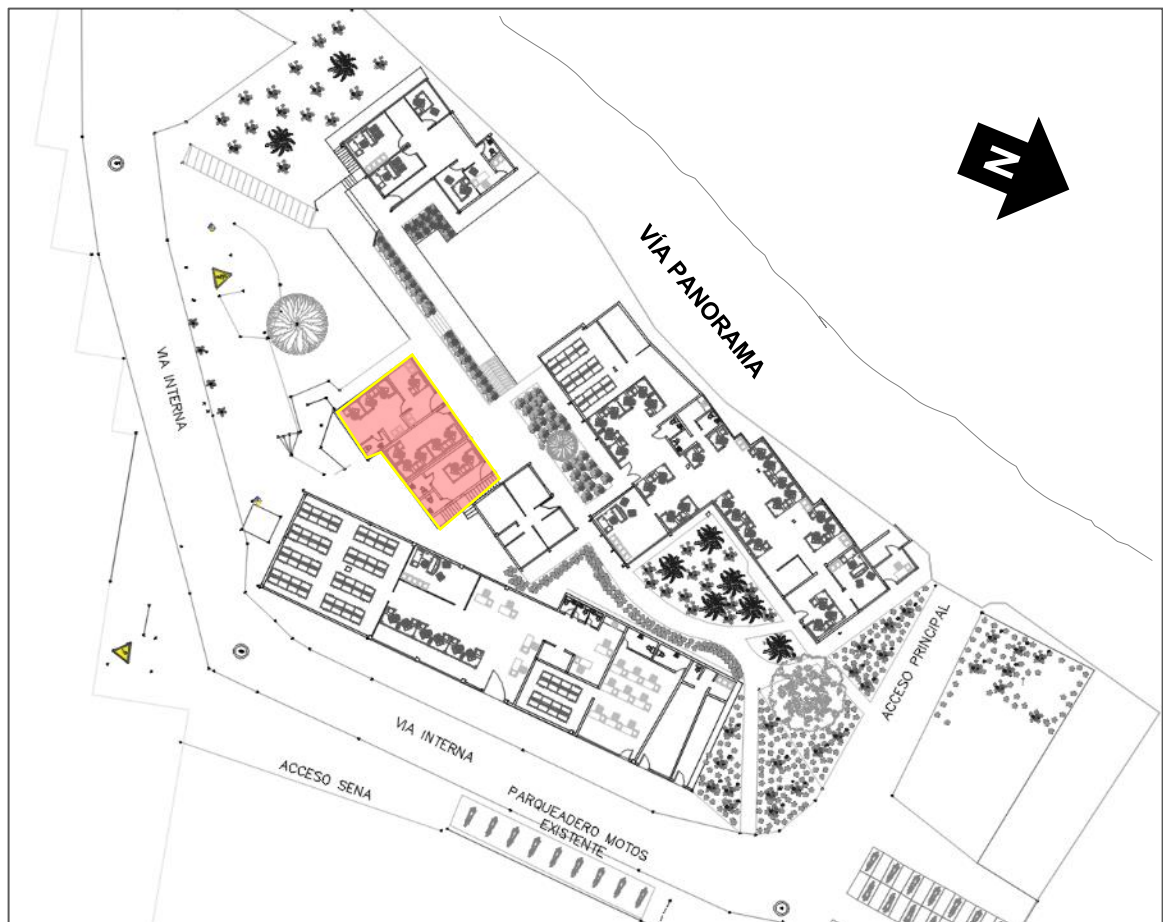 N
VÍA PANORAMA
VIA INTERNA
ACCESO PRINCIPAL
VIA INTERNA
ACCESO SENA
PARQUEADERO MOTOS
EXISTENTE